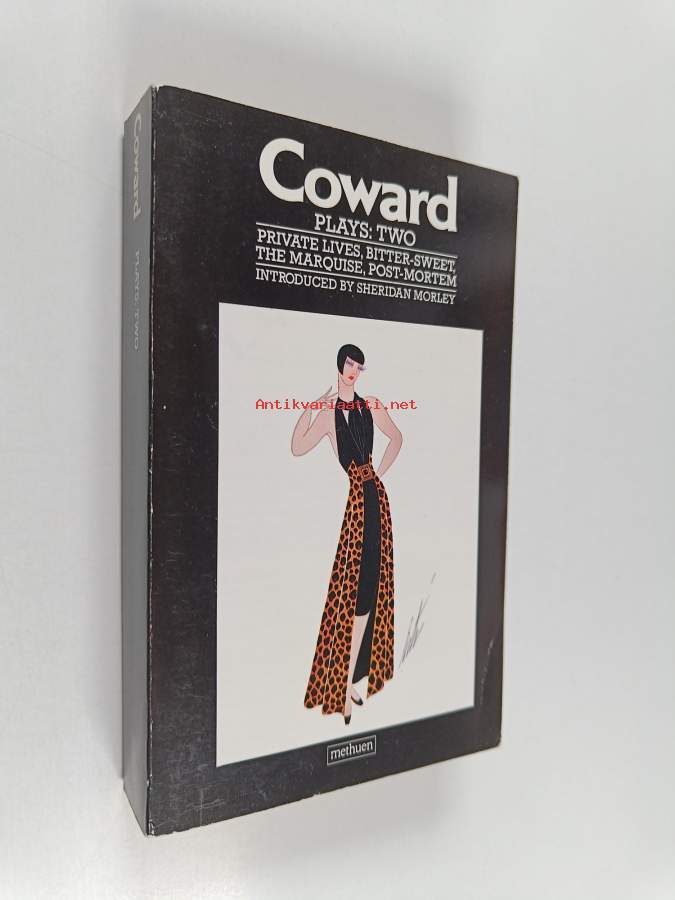 Coward
PLAYS: TWO
PRIVATE LIVES, BITTER-SWEET,
THE MARQUISE, POST-MORTEM
INTRODUCED BY SHERIDAN MORLEY
Antikvariaatti.net
methuen
Coward
PLAYS: TWO